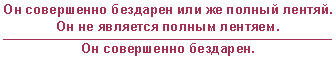 Он совершенно бездарен или же полный лентяй.
Он не является полным лентяем.
Он совершенно бездарен.